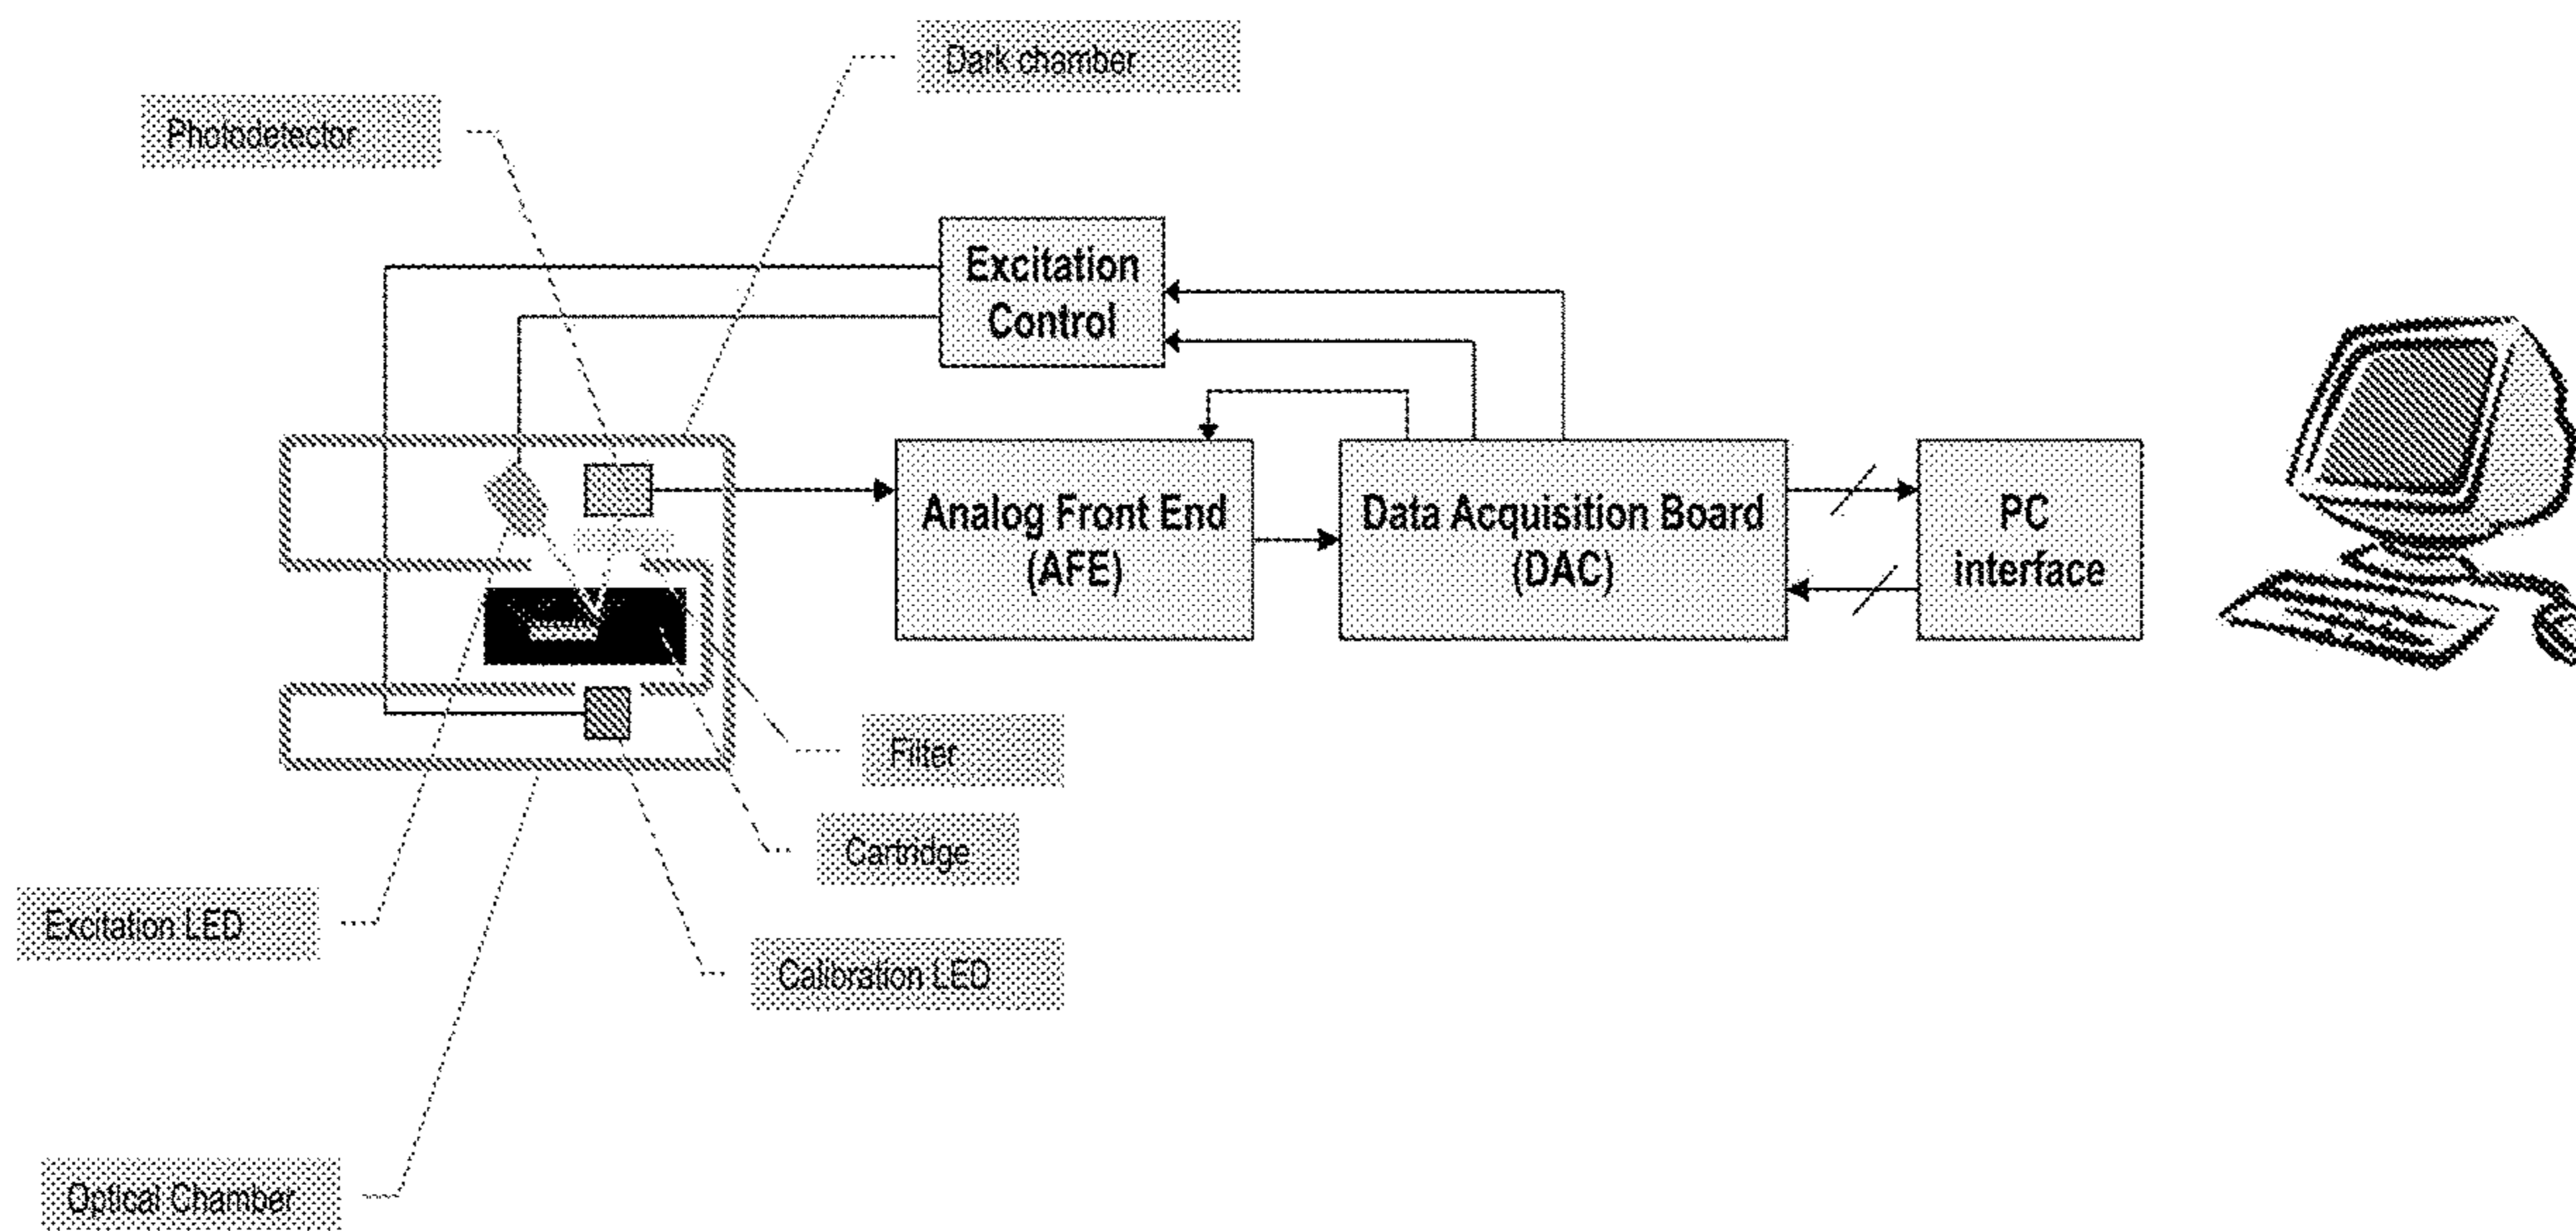 Dark chamber
Photodetector
Excitation
Control
Analog Front End
(AFE)
Data Acquisition Board
(DAC)
PC
interface
Filter
Cartridge
Excitation LED
Calibration LED
Optical Chamber